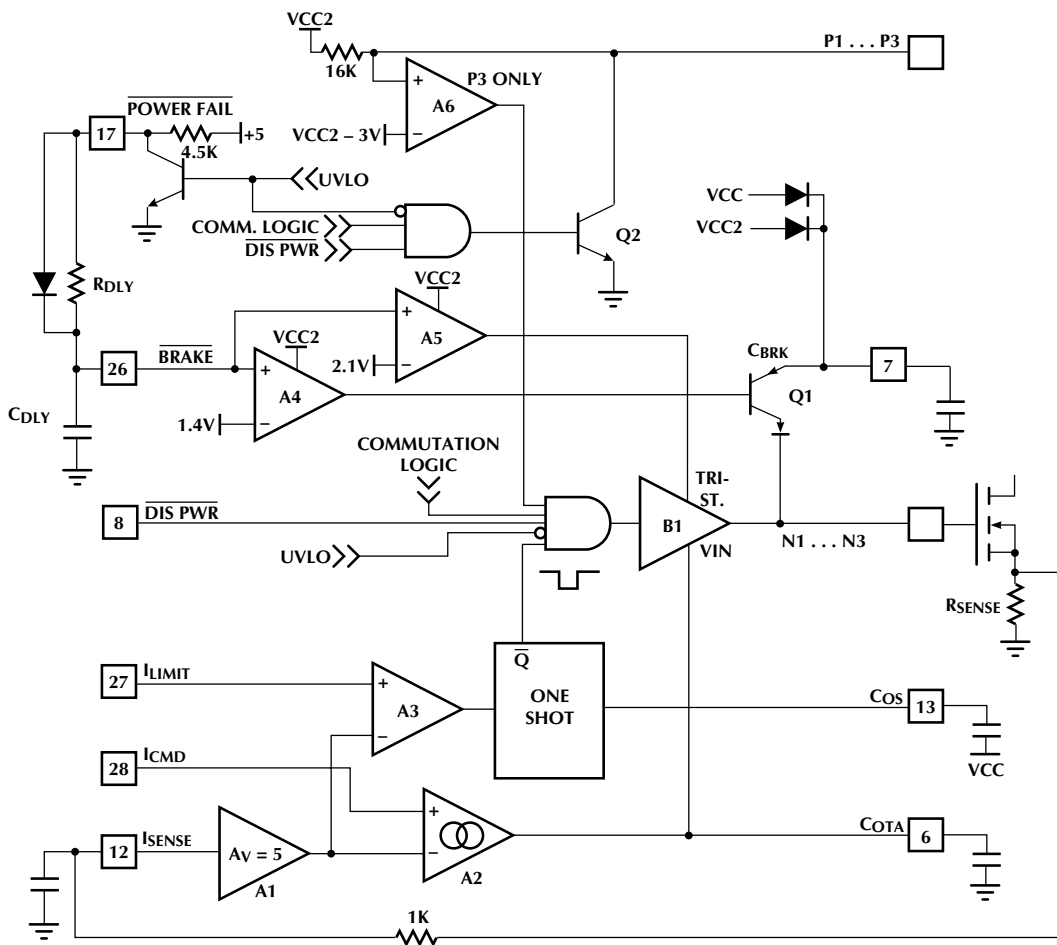 VCC2
16K
P1 . . . P3
P3 ONLY
+
A6
VCC2 – 3V
–
POWER FAIL
17
+5
4.5K
UVLO
COMM. LOGIC
DIS PWR
Q2
VCC
VCC2
RDLY
VCC2
+
A5
2.1V
–
26
BRAKE
VCC2
+
A4
1.4V
–
CBRK
7
Q1
CDLY
COMMUTATION
LOGIC
TRI-
ST.
8
DIS PWR
B1
VIN
N1 . . . N3
UVLO
RSENSE
Q
ONE
SHOT
27
ILIMIT
+
A3
–
COS
13
VCC
28
ICMD
+
–
A2
12
ISENSE
AV = 5
A1
COTA
6
1K